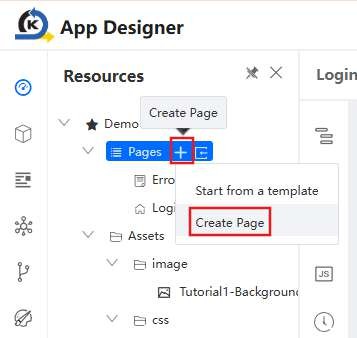 K
App Designer
Resources
Login
Create Page
Demo
Pages
Start from a template
Erro
Create Page
Logi
Assets
image
Tutorial1-Background
css
JS